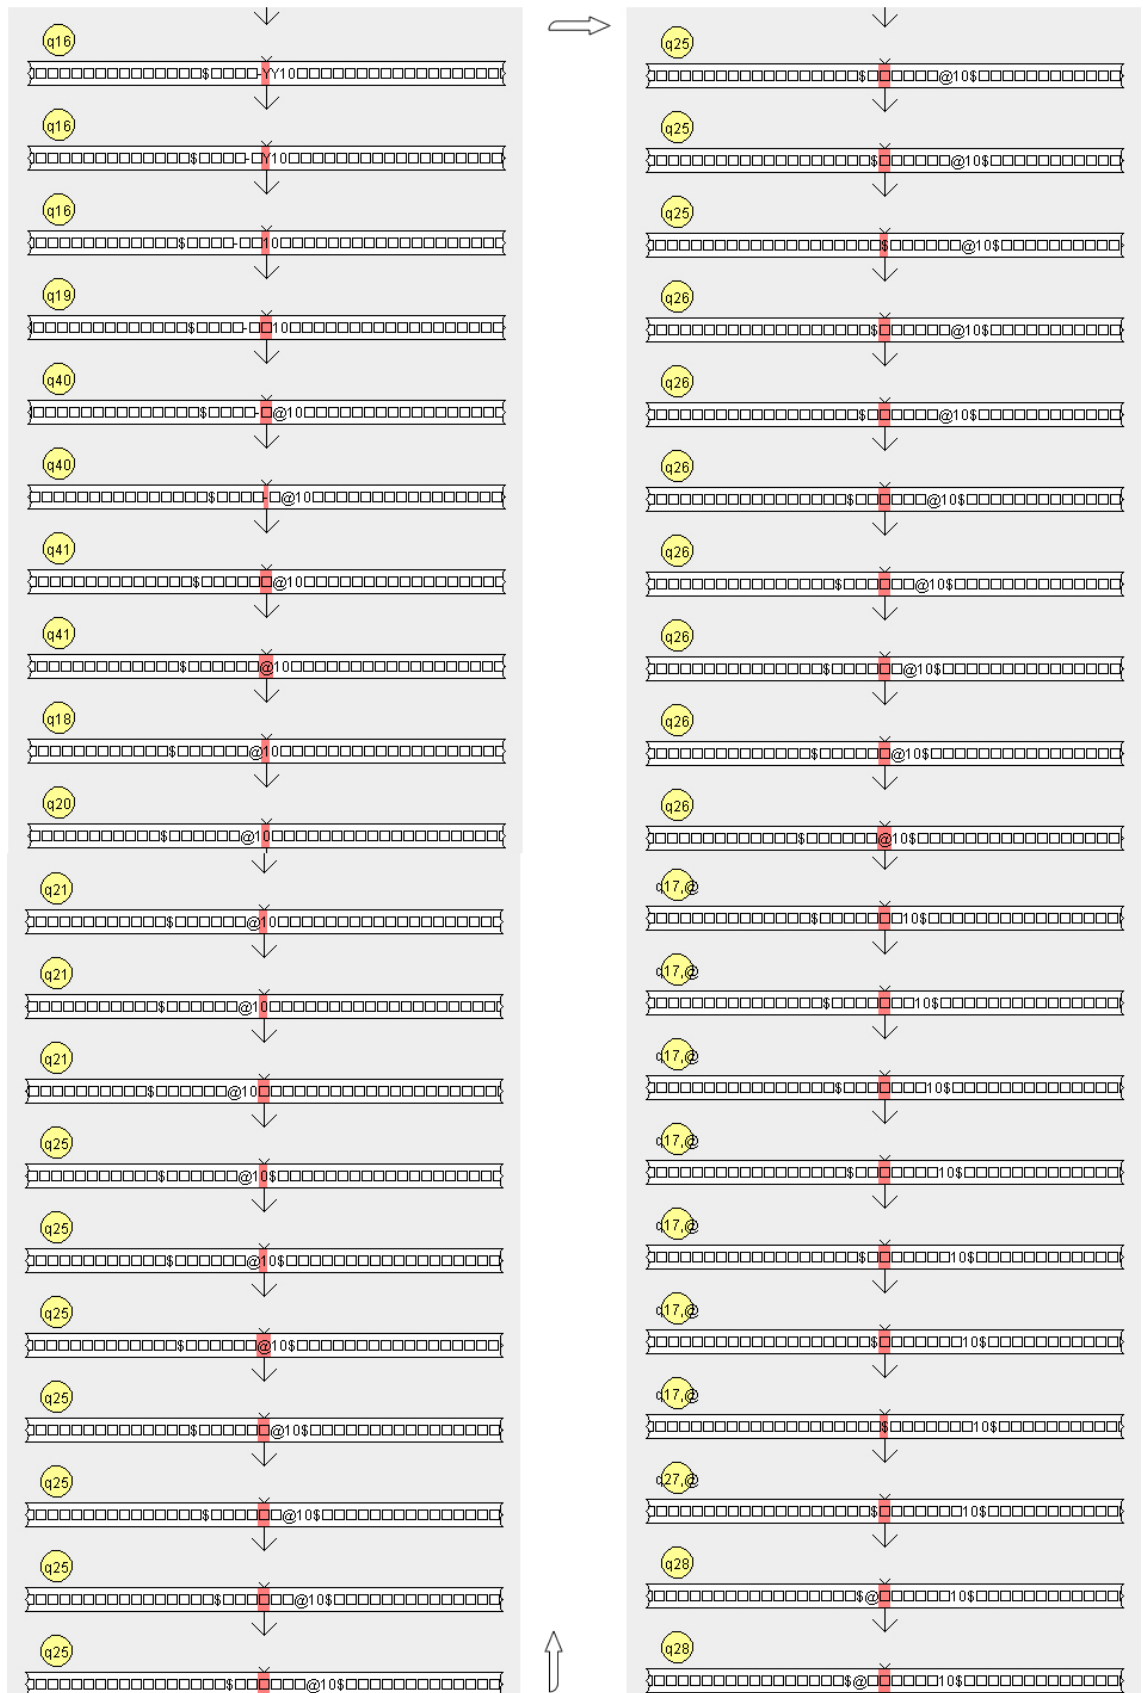 q16
$ -YY10
q16
$ - Y10
q16
$ - 10
q19
$ - 10
q40
$ - @10
q40
$ - @10
q41
$ @10
q41
$ @10
q18
$ @10
q20
$ @10
q21
$ @10
q21
$ @10
q21
$ @10
q25
$ @10$
q25
$ @10$
q25
$ @10$
q25
$ @10$
q25
$ @10$
q25
$ @10$
q25
$ @10$
q25
$ @10$
q25
$ @10$
q25
$ @10$
q26
$ @10$
q26
$ @10$
q26
$ @10$
q26
$ @10$
q26
$ @10$
q26
$ @10$
q26
$ @10$
q17,@
$ 10$
q17,@
$ 10$
q17,@
$ 10$
q17,@
$ 10$
q17,@
$ 10$
q17,@
$ 10$
q17,@
$ 10$
q27,@
$ 10$
q28
$@ 10$
q28
$@ 10$